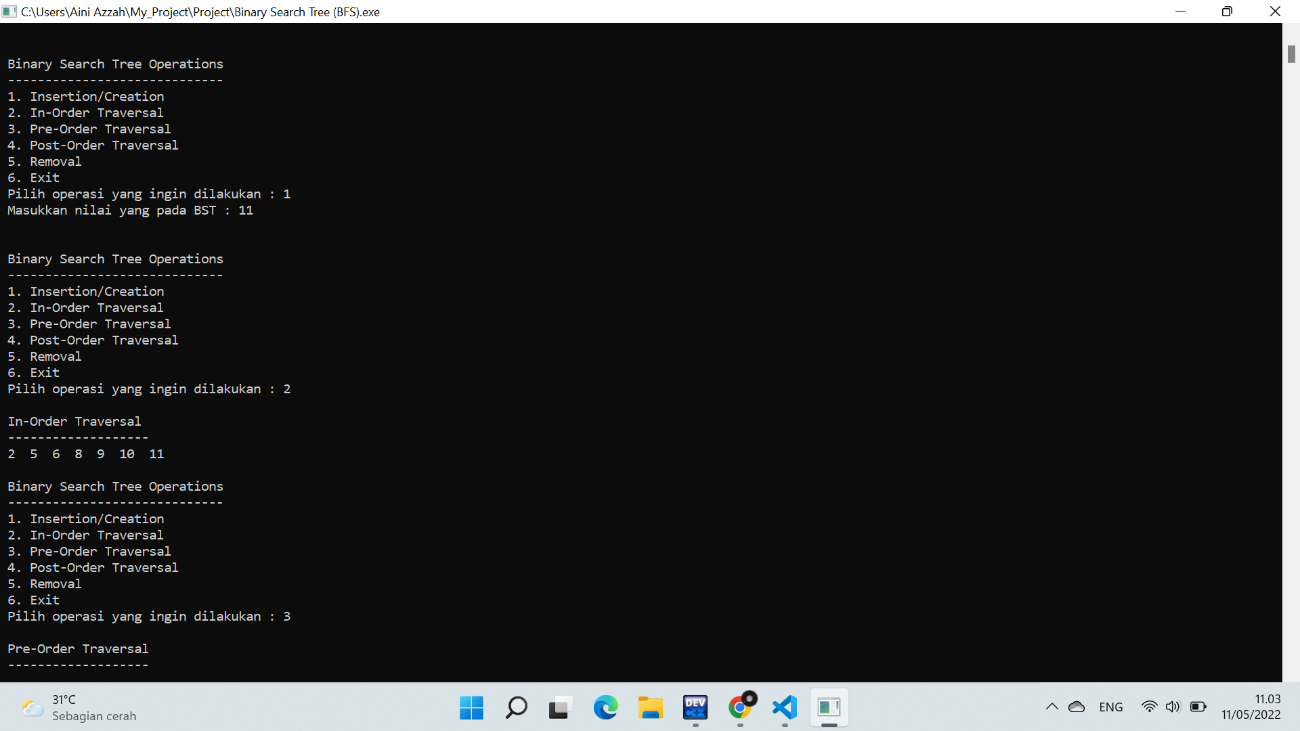 C:\Users\Aini Azzah\My_Project\Project\Binary Search Tree (BFS).exe
Binary Search Tree Operations
-----------------------------
1. Insertion/Creation
2. In-Order Traversal
3. Pre-Order Traversal
4. Post-Order Traversal
5. Removal
6. Exit
Pilih operasi yang ingin dilakukan : 1
Masukkan nilai yang pada BST : 11
Binary Search Tree Operations
-----------------------------
1. Insertion/Creation
2. In-Order Traversal
3. Pre-Order Traversal
4. Post-Order Traversal
5. Removal
6. Exit
Pilih operasi yang ingin dilakukan : 2
In-Order Traversal
-------------------
2  5  6  8  9  10  11
Binary Search Tree Operations
-----------------------------
1. Insertion/Creation
2. In-Order Traversal
3. Pre-Order Traversal
4. Post-Order Traversal
5. Removal
6. Exit
Pilih operasi yang ingin dilakukan : 3
Pre-Order Traversal
-------------------
31°C
Sebagian cerah
DEV
ENG
11.03
11/05/2022